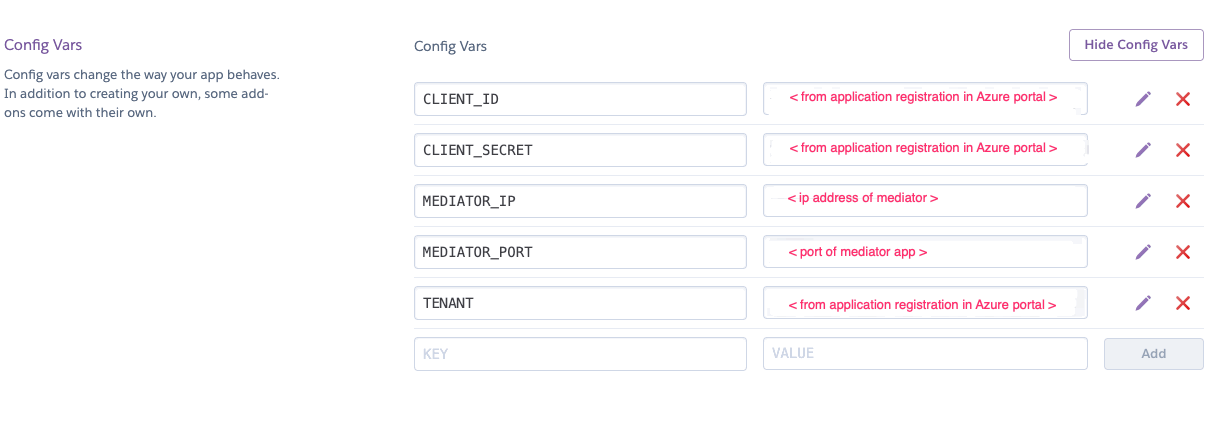 Config Vars
Config vars change the way your app behaves.
In addition to creating your own, some add-
ons come with their own.
Config Vars
Hide Config Vars
CLIENT_ID
< from application registration in Azure portal >
CLIENT_SECRET
< from application registration in Azure portal >
MEDIATOR_IP
< ip address of mediator >
MEDIATOR_PORT
< port of mediator app >
TENANT
< from application registration in Azure portal >
KEY
VALUE
Add